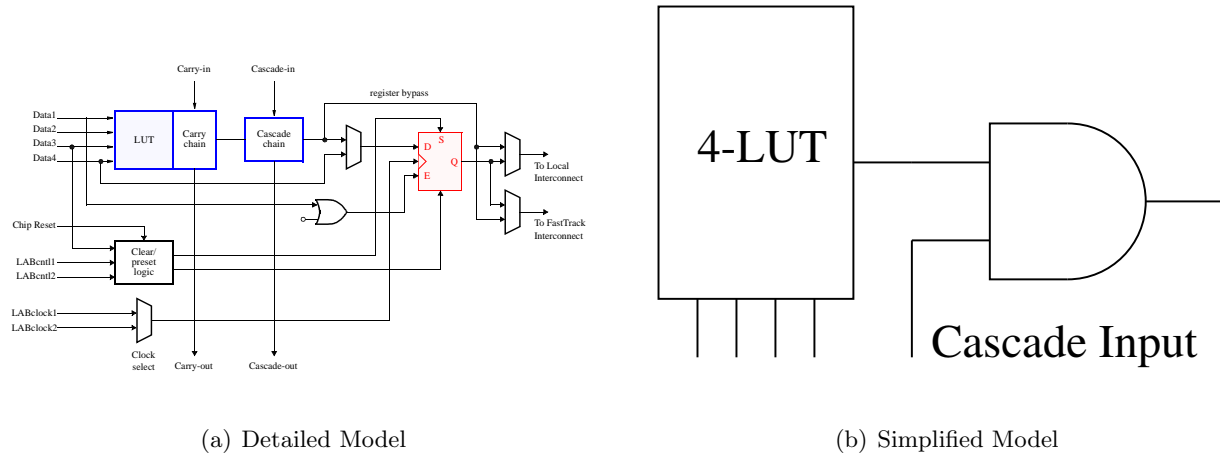 Carry-in
Cascade-in
register bypass
Data1
Data2
Data3
Data4
LUT
Carry
chain
Cascade
chain
S
D
Q
E
To Local
Interconnect
To FastTrack
Interconnect
Chip Reset
LABcntl1
LABcntl2
Clear/
preset
logic
LABclock1
LABclock2
Clock
select
Carry-out
Cascade-out
(a) Detailed Model
4-LUT
Cascade Input
(b) Simplified Model